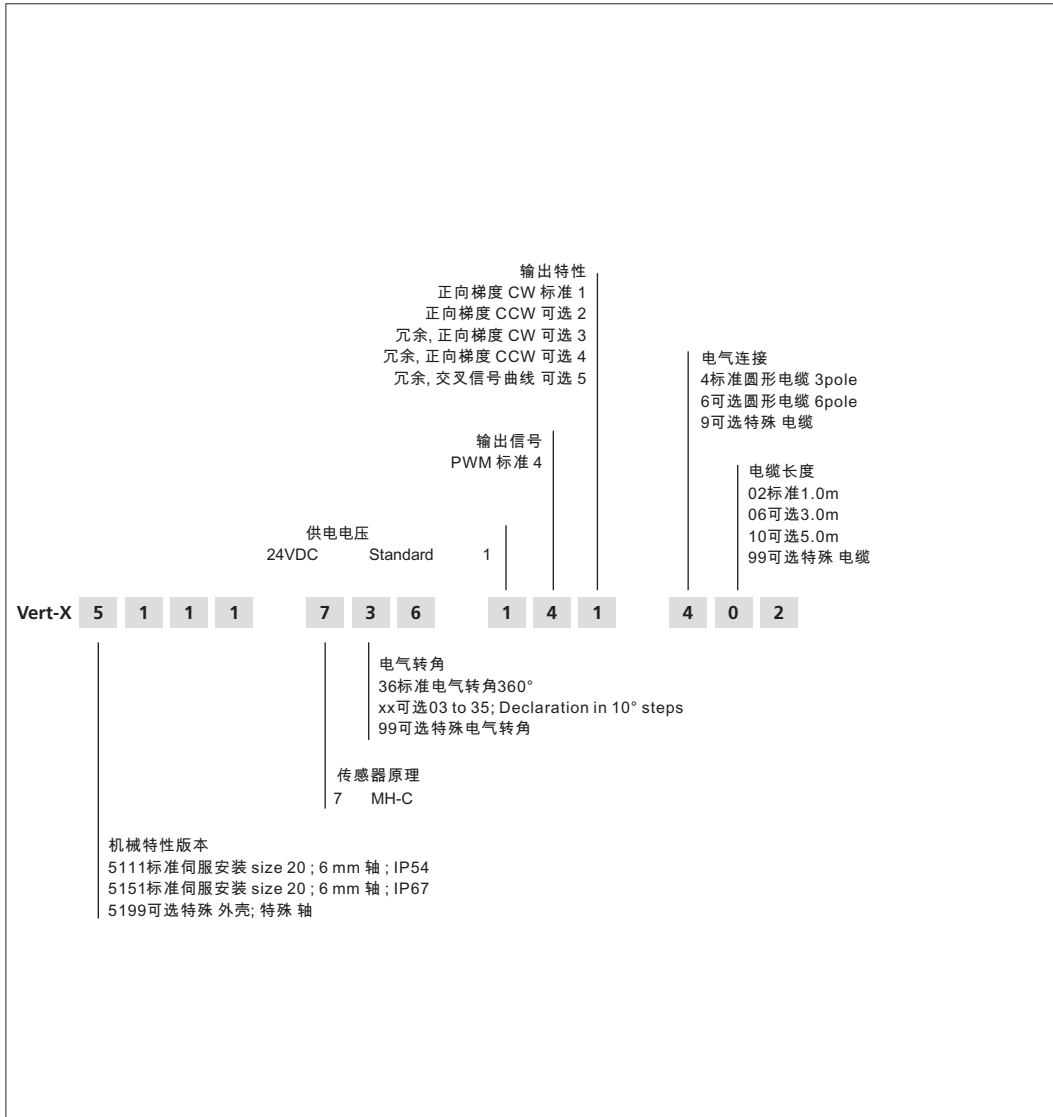 输出特性
正向梯度 CW 标准 1
正向梯度 CCW 可选 2
冗余, 正向梯度 CW 可选 3
冗余, 正向梯度 CCW 可选 4
冗余, 交叉信号曲线 可选 5
电气连接
4标准圆形电缆 3pole
6可选圆形电缆 6pole
9可选特殊 电缆
输出信号
PWM 标准 4
电缆长度
02标准1.0m
06可选3.0m
10可选5.0m
99可选特殊 电缆
供电电压
24VDC Standard 1
Vert-X 5 1 1 1 7 3 6 1 4 1 4 0 2
电气转角
36标准电气转角360°
xx可选03 to 35; Declaration in 10° steps
99可选特殊电气转角
传感器原理
7 MH-C
机械特性版本
5111标准伺服安装 size 20 ; 6 mm 轴 ; IP54
5151标准伺服安装 size 20 ; 6 mm 轴 ; IP67
5199可选特殊 外壳; 特殊 轴